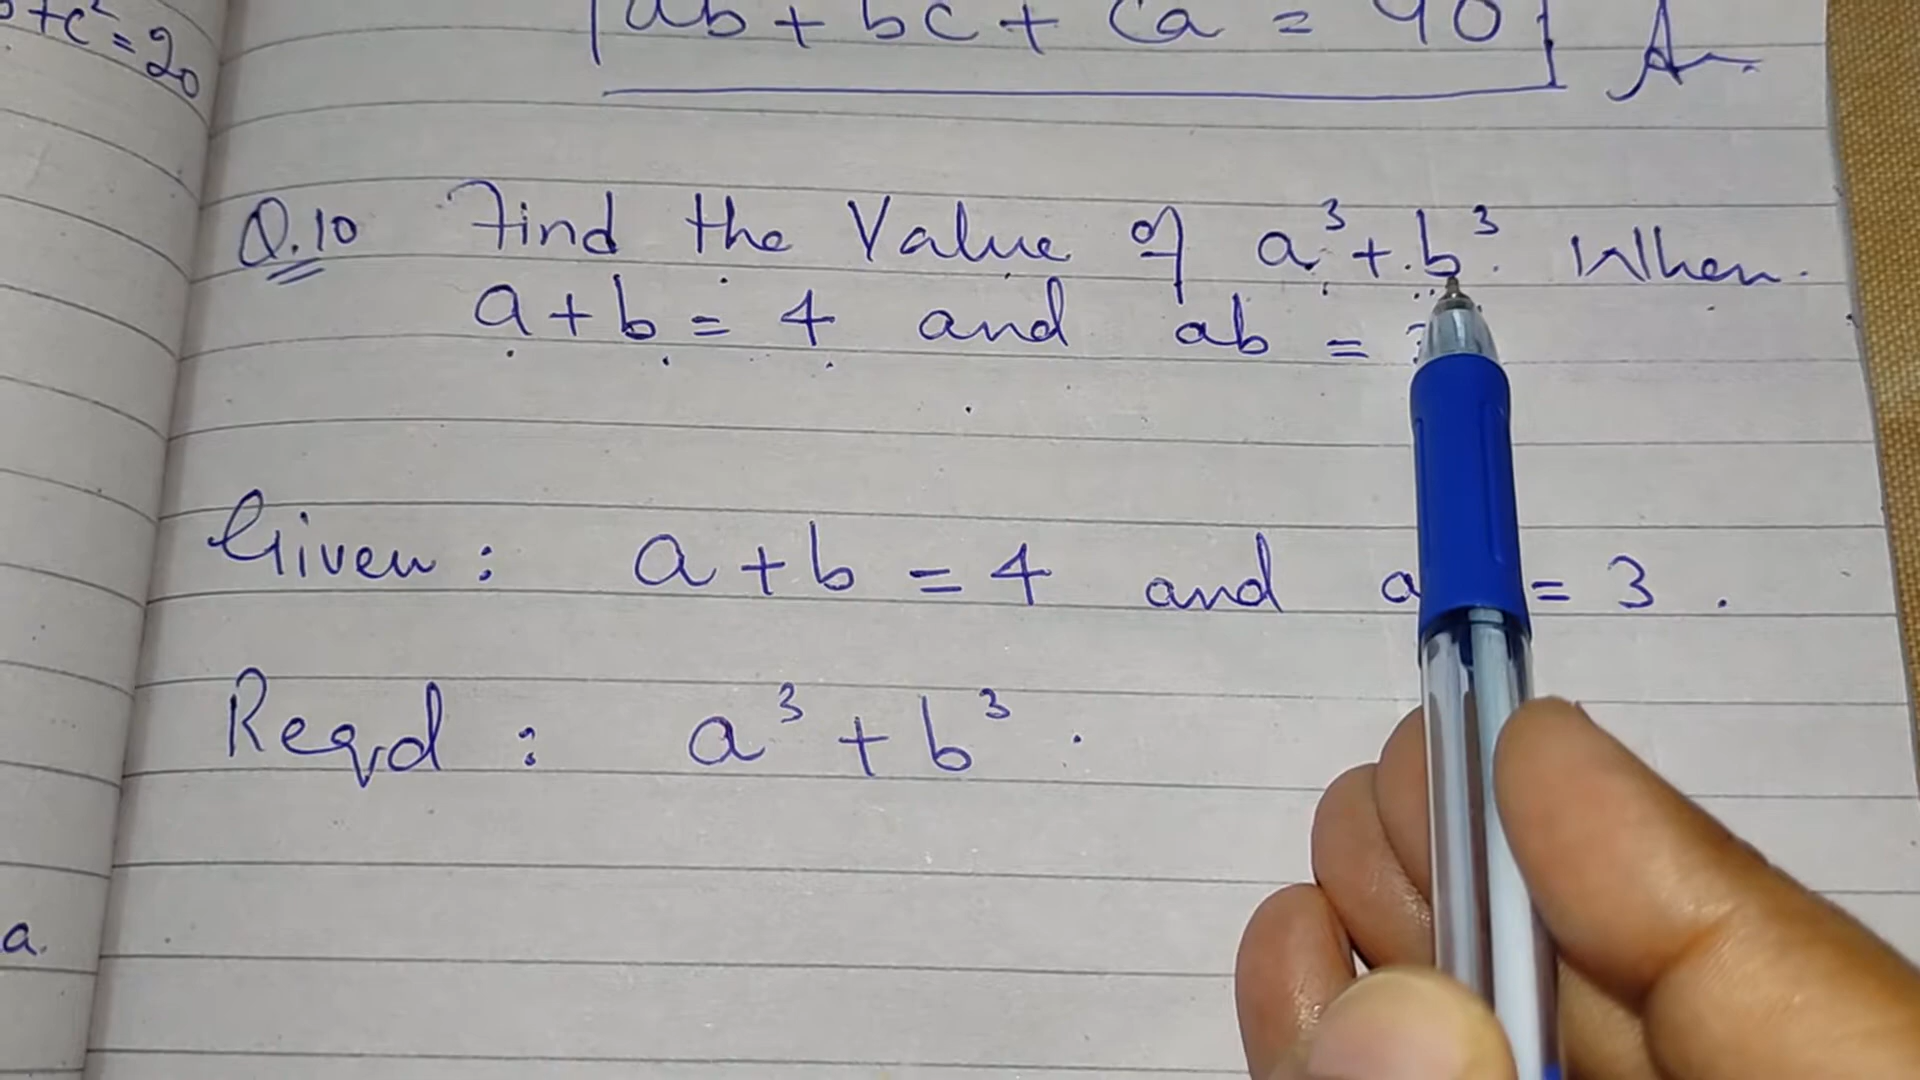 +c² = 20
ab + bc + ca = 90
Q.10 Find the Value of a³ + b³ When
a + b = 4 and ab =
Given : a + b = 4 and a = 3 .
Reqd : a³ + b³ .
a.